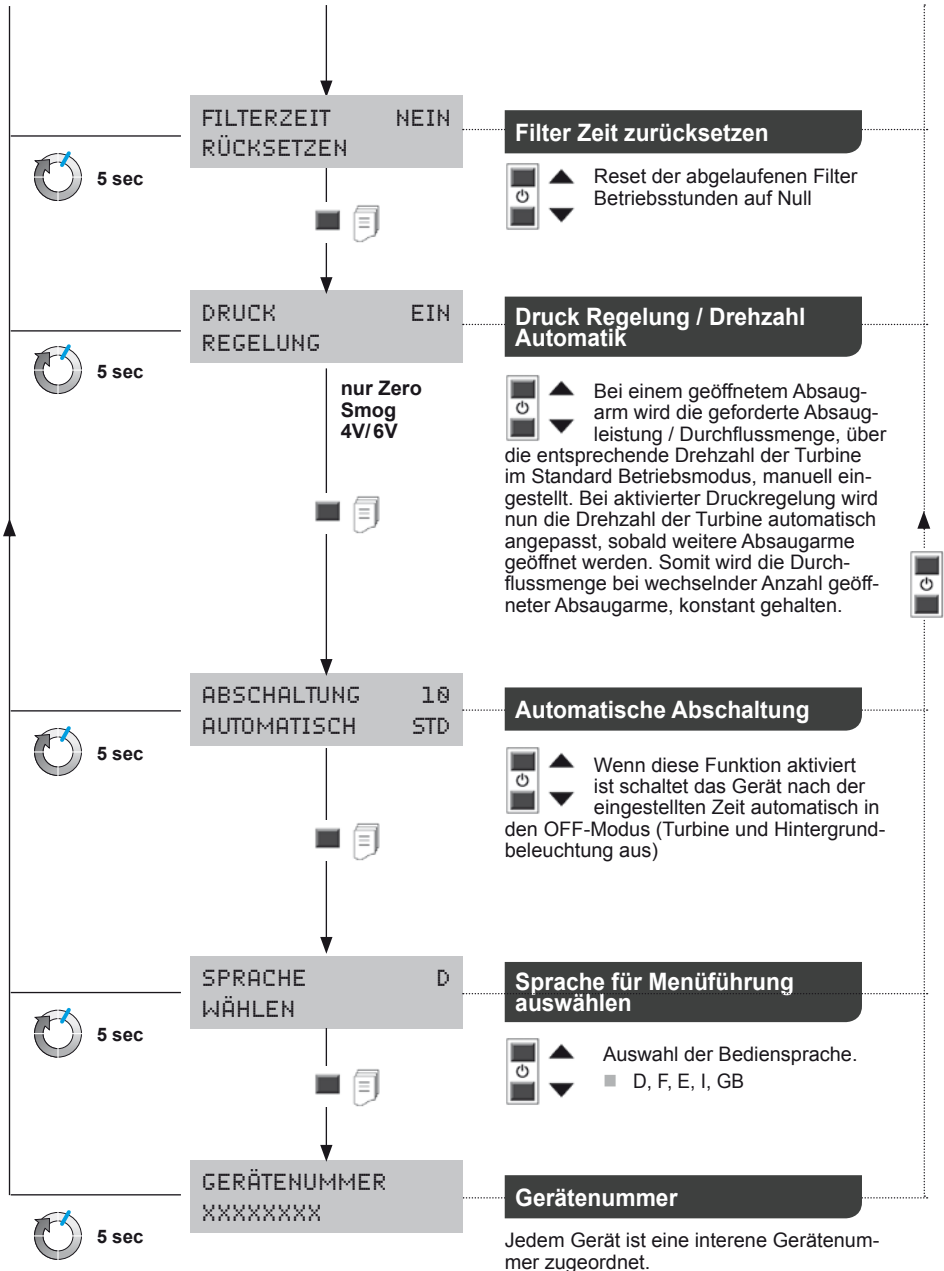 FILTERZEIT NEIN
RÜCKSETZEN
Filter Zeit zurücksetzen
5 sec
Reset der abgelaufenen Filter
Betriebsstunden auf Null
DRUCK EIN
REGELUNG
Druck Regelung / Drehzahl
Automatik
5 sec
nur Zero
Smog
4V/6V
Bei einem geöffnetem Absaug-
arm wird die geforderte Absaug-
leistung / Durchflussmenge, über
die entsprechende Drehzahl der Turbine
im Standard Betriebsmodus, manuell ein-
gestellt. Bei aktivierter Druckregelung wird
nun die Drehzahl der Turbine automatisch
angepasst, sobald weitere Absaugarme
geöffnet werden. Somit wird die Durch-
flussmenge bei wechselnder Anzahl geöff-
neter Absaugarme, konstant gehalten.
ABSCHALTUNG 10
AUTOMATISCH STD
Automatische Abschaltung
5 sec
Wenn diese Funktion aktiviert
ist schaltet das Gerät nach der
eingestellten Zeit automatisch in
den OFF-Modus (Turbine und Hintergrund-
beleuchtung aus)
SPRACHE D
WÄHLEN
Sprache für Menüführung
auswählen
5 sec
Auswahl der Bediensprache.
D, F, E, I, GB
GERÄTENUMMER
XXXXXXXX
Gerätenummer
5 sec
Jedem Gerät ist eine interene Gerätenum-
mer zugeordnet.